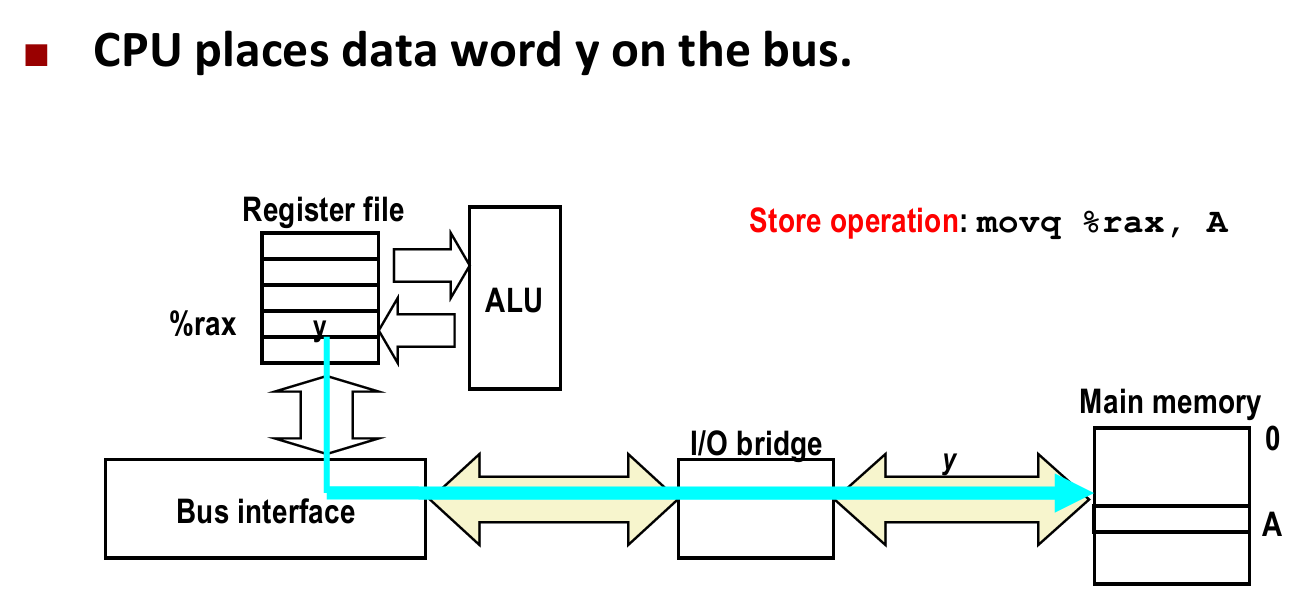 CPU places data word y on the bus.
Register file
Store operation: movq %rax, A
ALU
%rax
y
Main memory
I/O bridge
0
y
Bus interface
A